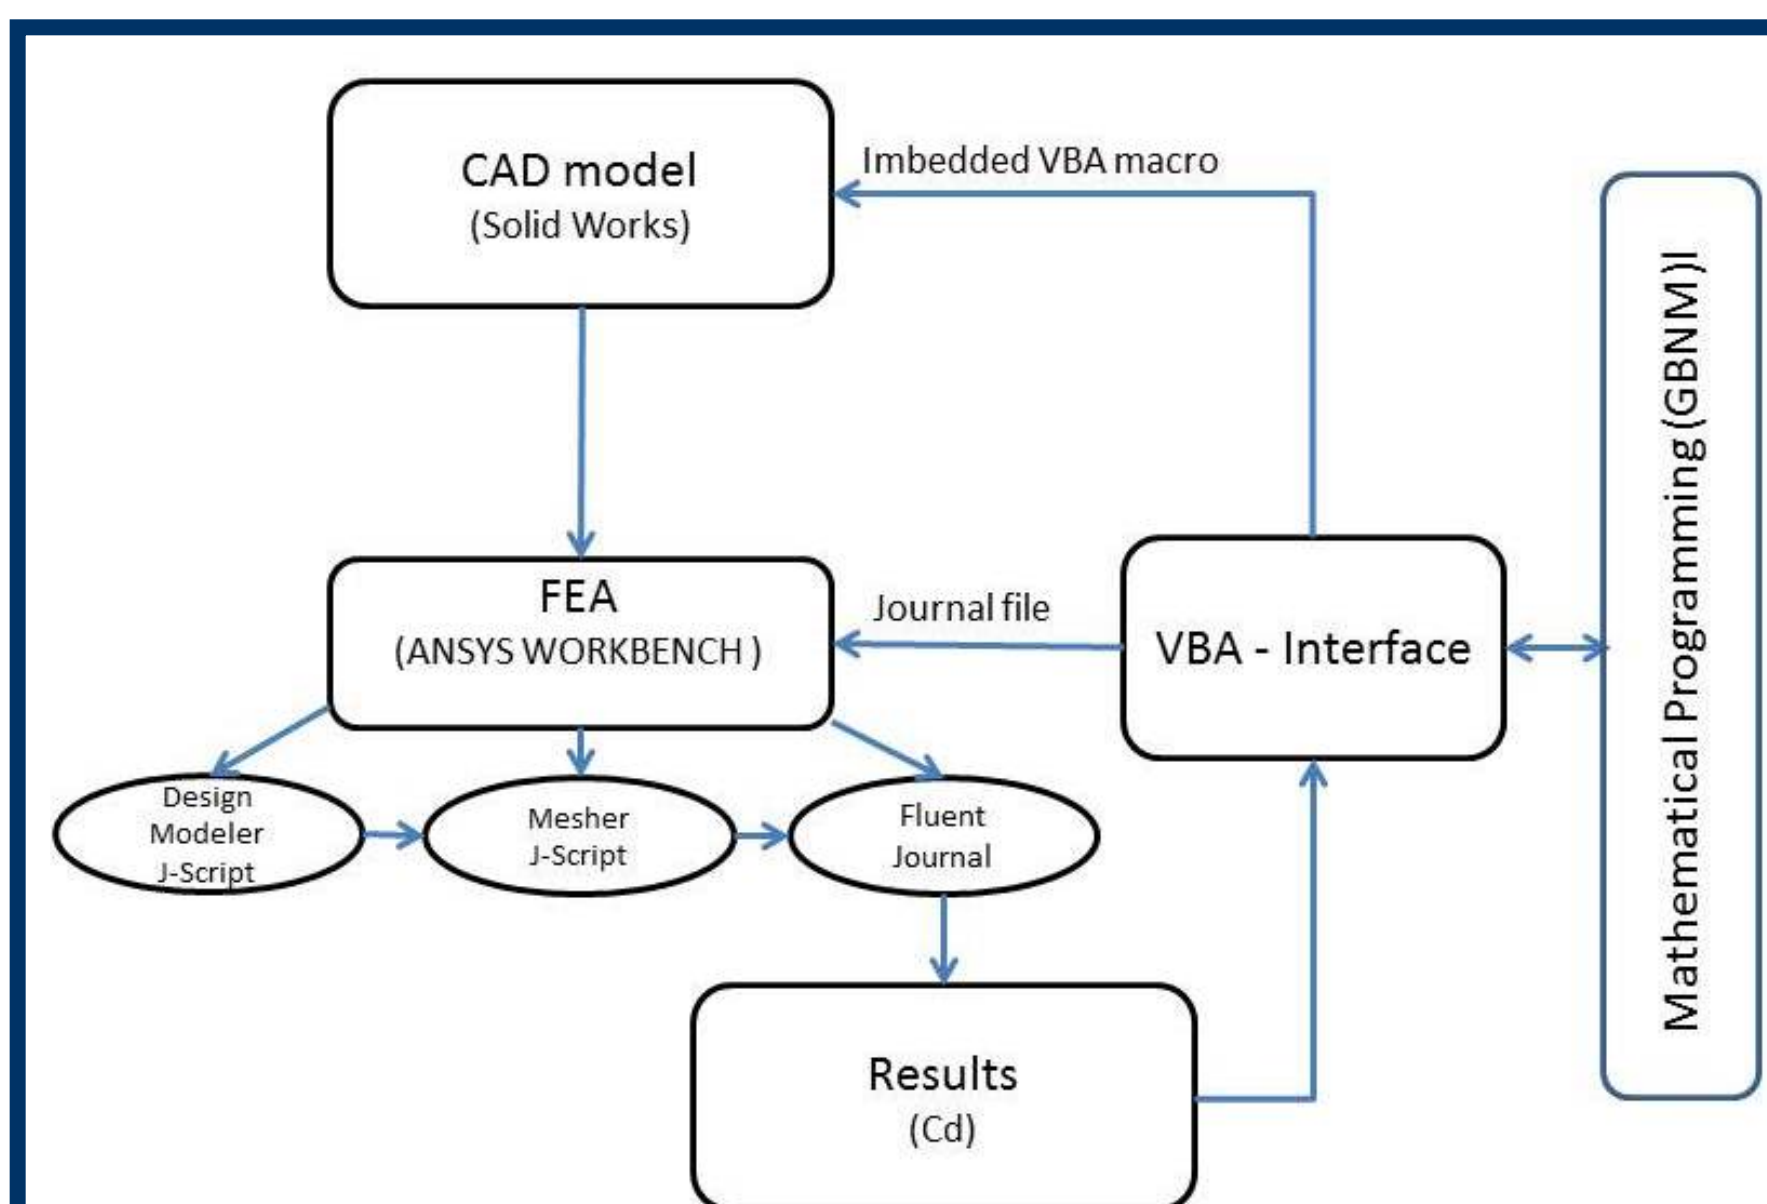 CAD model
(Solid Works)
Imbedded VBA macro
FEA
(ANSYS WORKBENCH )
Journal file
VBA - Interface
Mathematical Programming (GBNM)l
Design
Modeler
J-Script
Mesher
J-Script
Fluent
Journal
Results
(Cd)